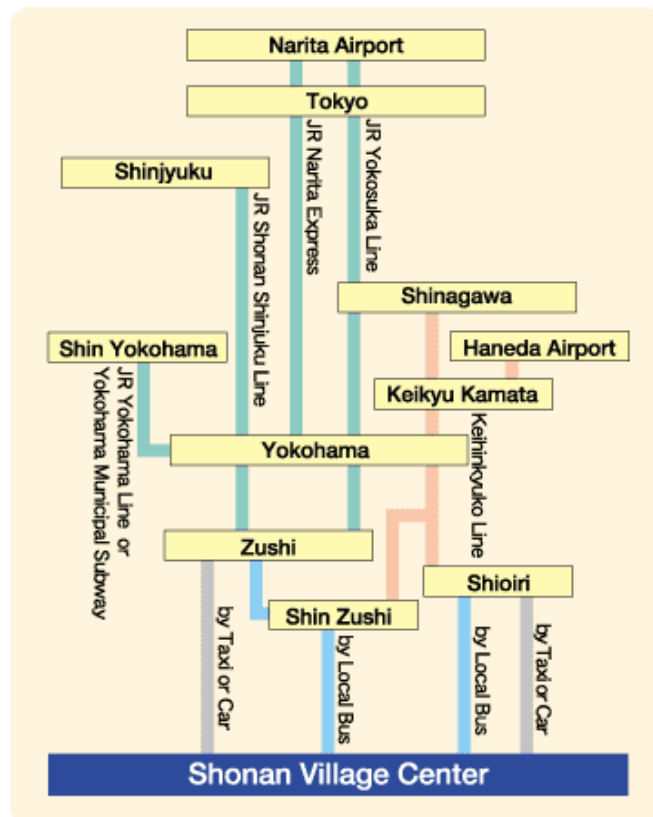 Narita Airport
Tokyo
JR Narita Express
JR Yokosuka Line
Shinjyuku
JR Shonan Shinjuku Line
Shinagawa
Shin Yokohama
Haneda Airport
JR Yokohama Line or
Yokohama Municipal Subway
Keikyu Kamata
Keihinkyuko Line
Yokohama
Zushi
Shioiri
Shin Zushi
by Taxi or Car
by Local Bus
by Local Bus
by Taxi or Car
Shonan Village Center